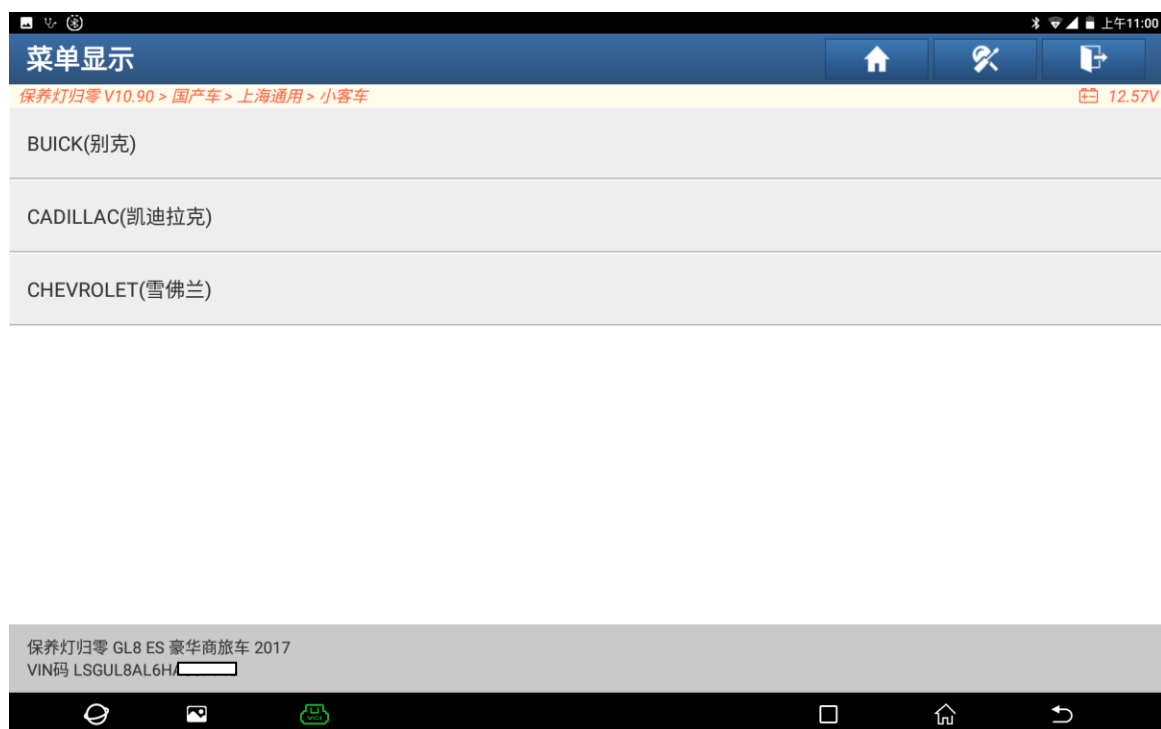 上午11:00
菜单显示
保养灯归零 V10.90 > 国产车 > 上海通用 > 小客车
12.57V
BUICK(别克)
CADILLAC(凯迪拉克)
CHEVROLET(雪佛兰)
保养灯归零 GL8 ES 豪华商旅车 2017
VIN码 LSGUL8AL6HA
VCI